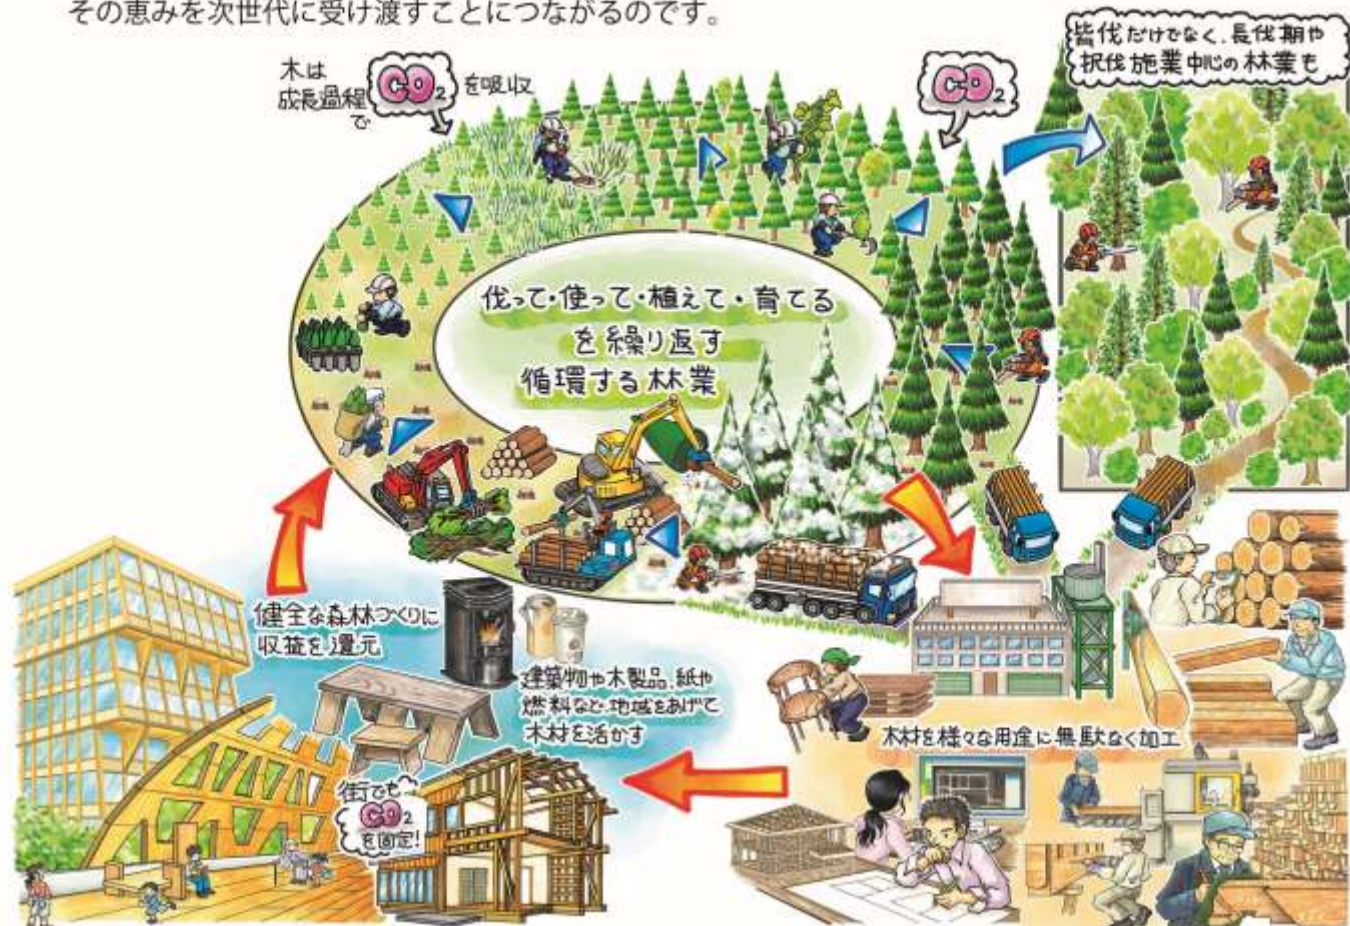 その恵みを次世代に受け渡すことにつながるのです。
木は
成長過程
で
CO₂
を吸収
CO₂
皆伐だけでなく、長伐期や
択伐施業中心の林業も
伐って・使って・植えて・育てる
を繰り返す
循環する林業
健全な森林づくりに
収益を還元
建築物や木製品、紙や
燃料など、地域をあげて
木材を活かす
木材を様々な用途に無駄なく加工
街でも
CO₂
を固定!